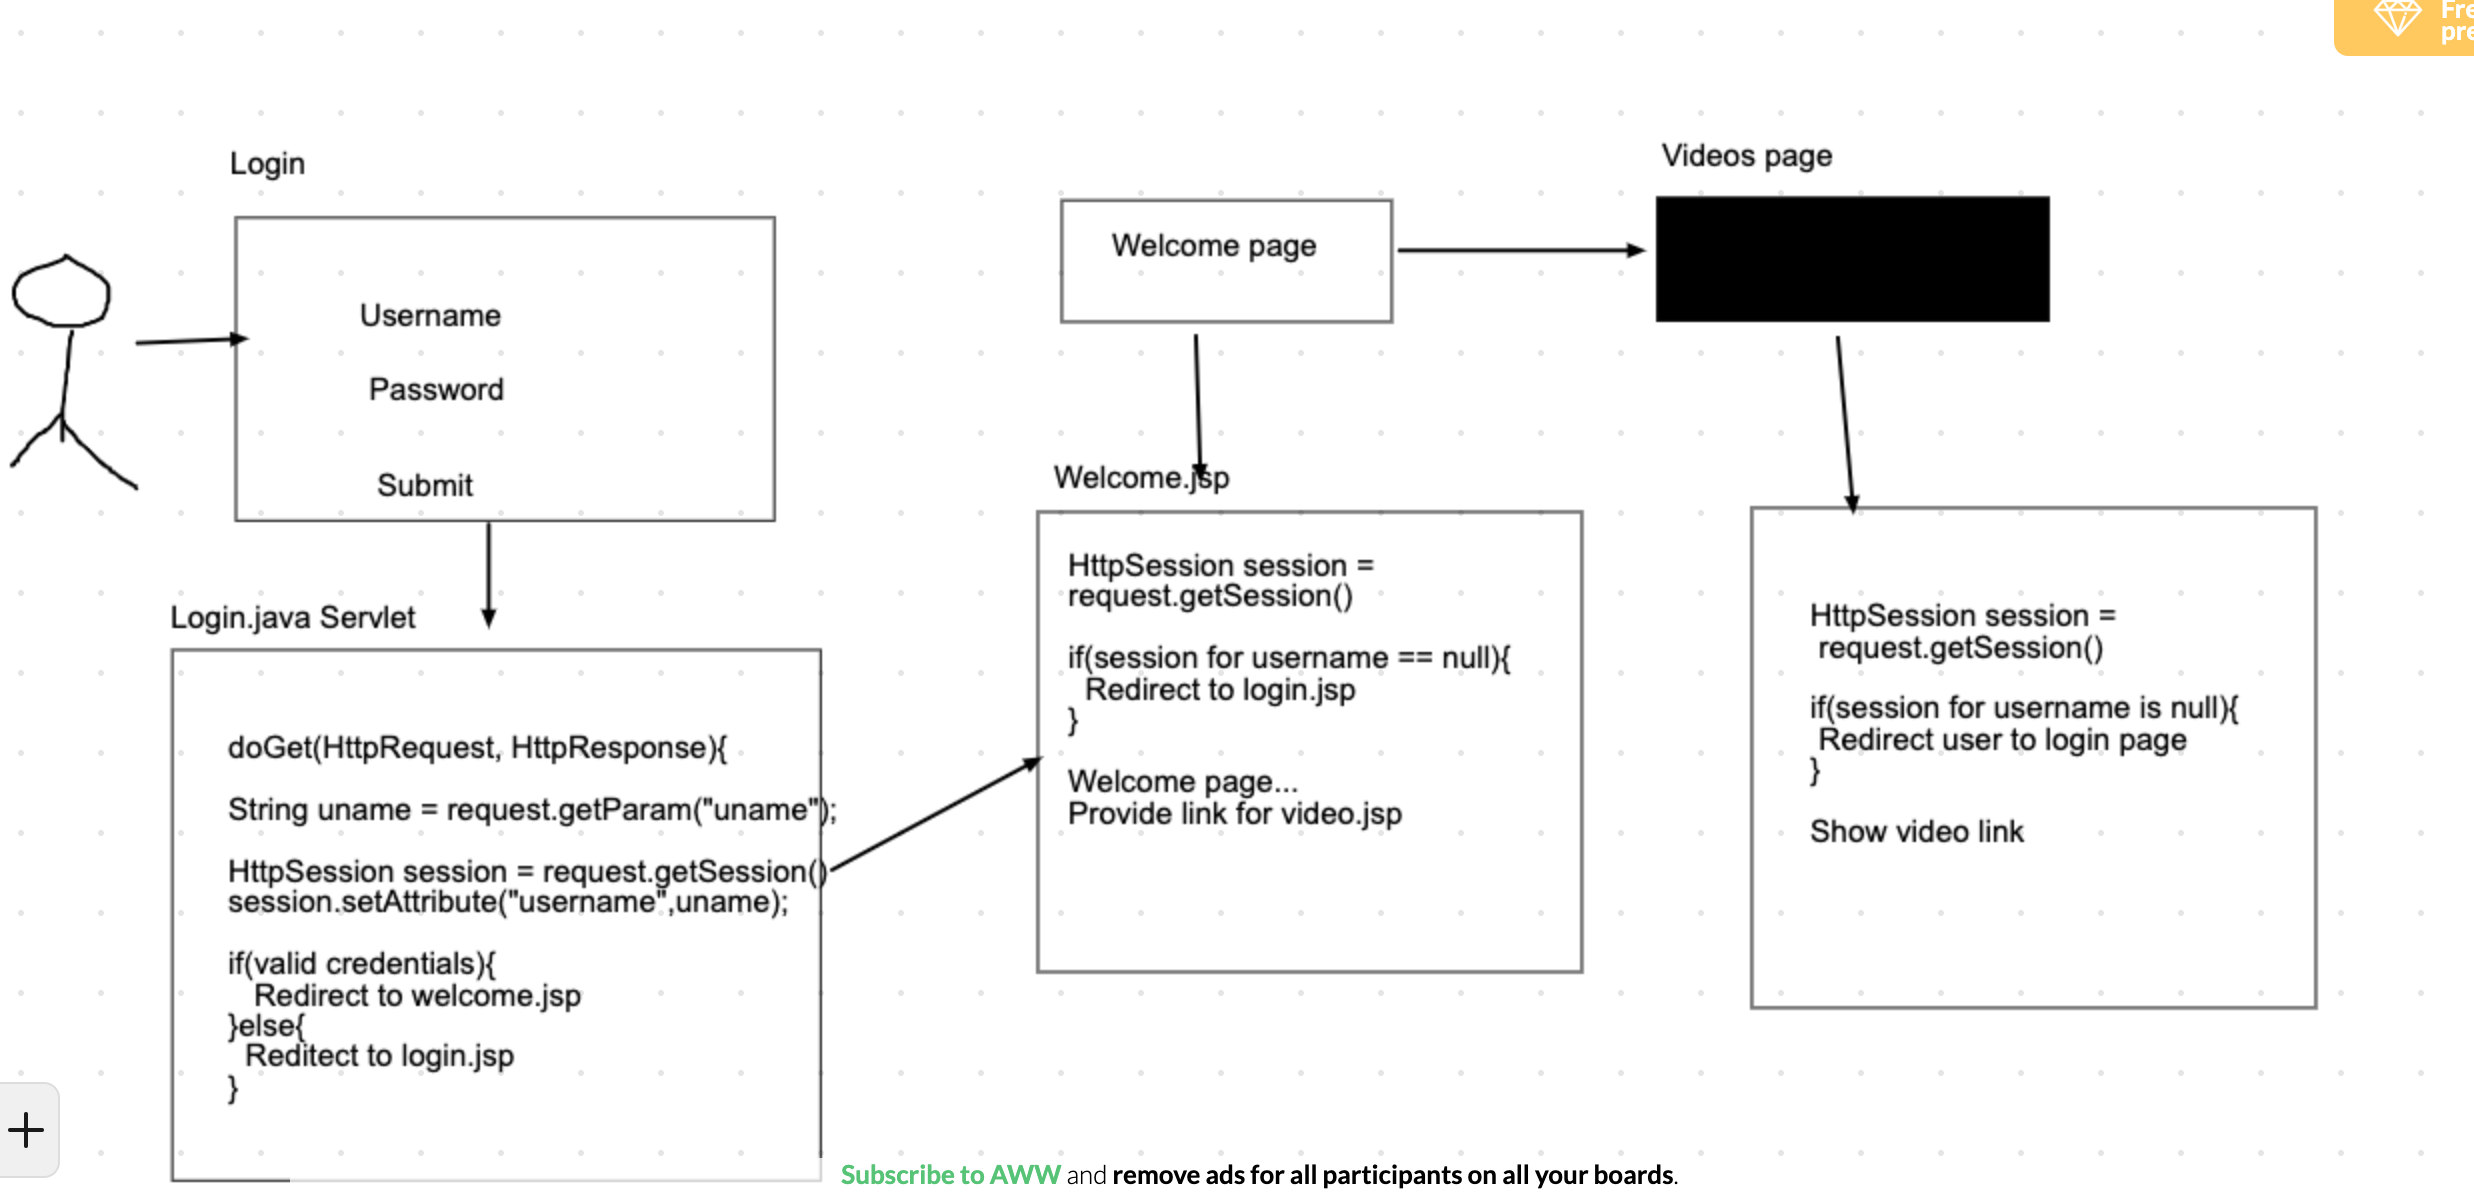 Fre
pre
Login
Username
Password
Submit
Login.java Servlet
doGet(HttpRequest, HttpResponse){
String uname = request.getParam("uname");
HttpSession session = request.getSession()
session.setAttribute("username",uname);
if(valid credentials){
Redirect to welcome.jsp
}else{
Reditect to login.jsp
}
Welcome page
Welcome.jsp
HttpSession session =
request.getSession()
if(session for username == null){
Redirect to login.jsp
}
Welcome page...
Provide link for video.jsp
Videos page
HttpSession session =
request.getSession()
if(session for username is null){
Redirect user to login page
}
Show video link
Subscribe to AWW and remove ads for all participants on all your boards.